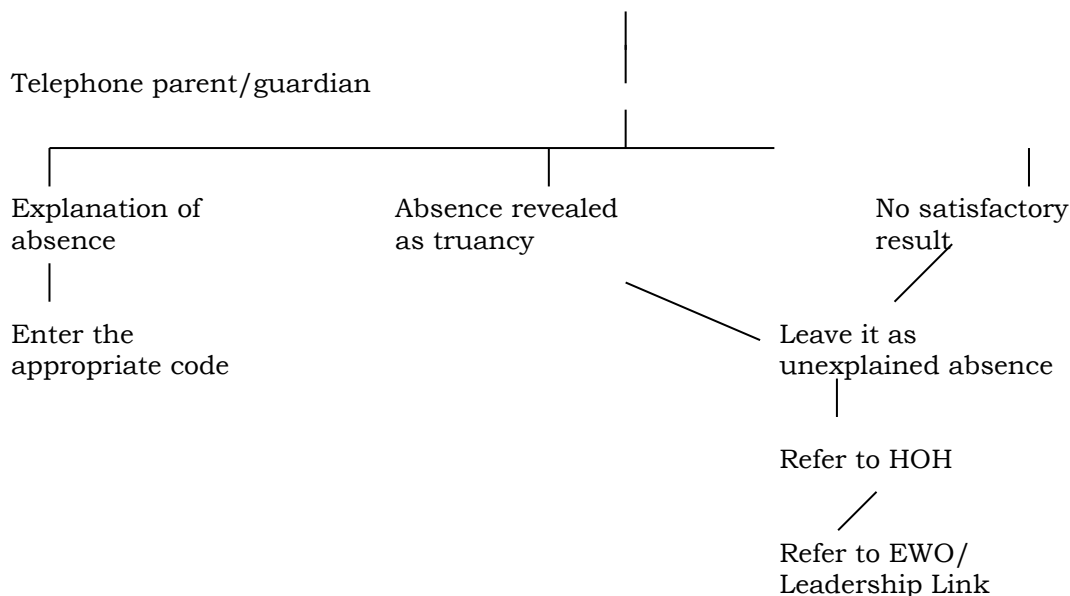 Telephone parent/guardian
Explanation of
absence
Absence revealed
as truancy
No satisfactory
result
Enter the
appropriate code
Leave it as
unexplained absence
Refer to HOH
Refer to EWO/
Leadership Link